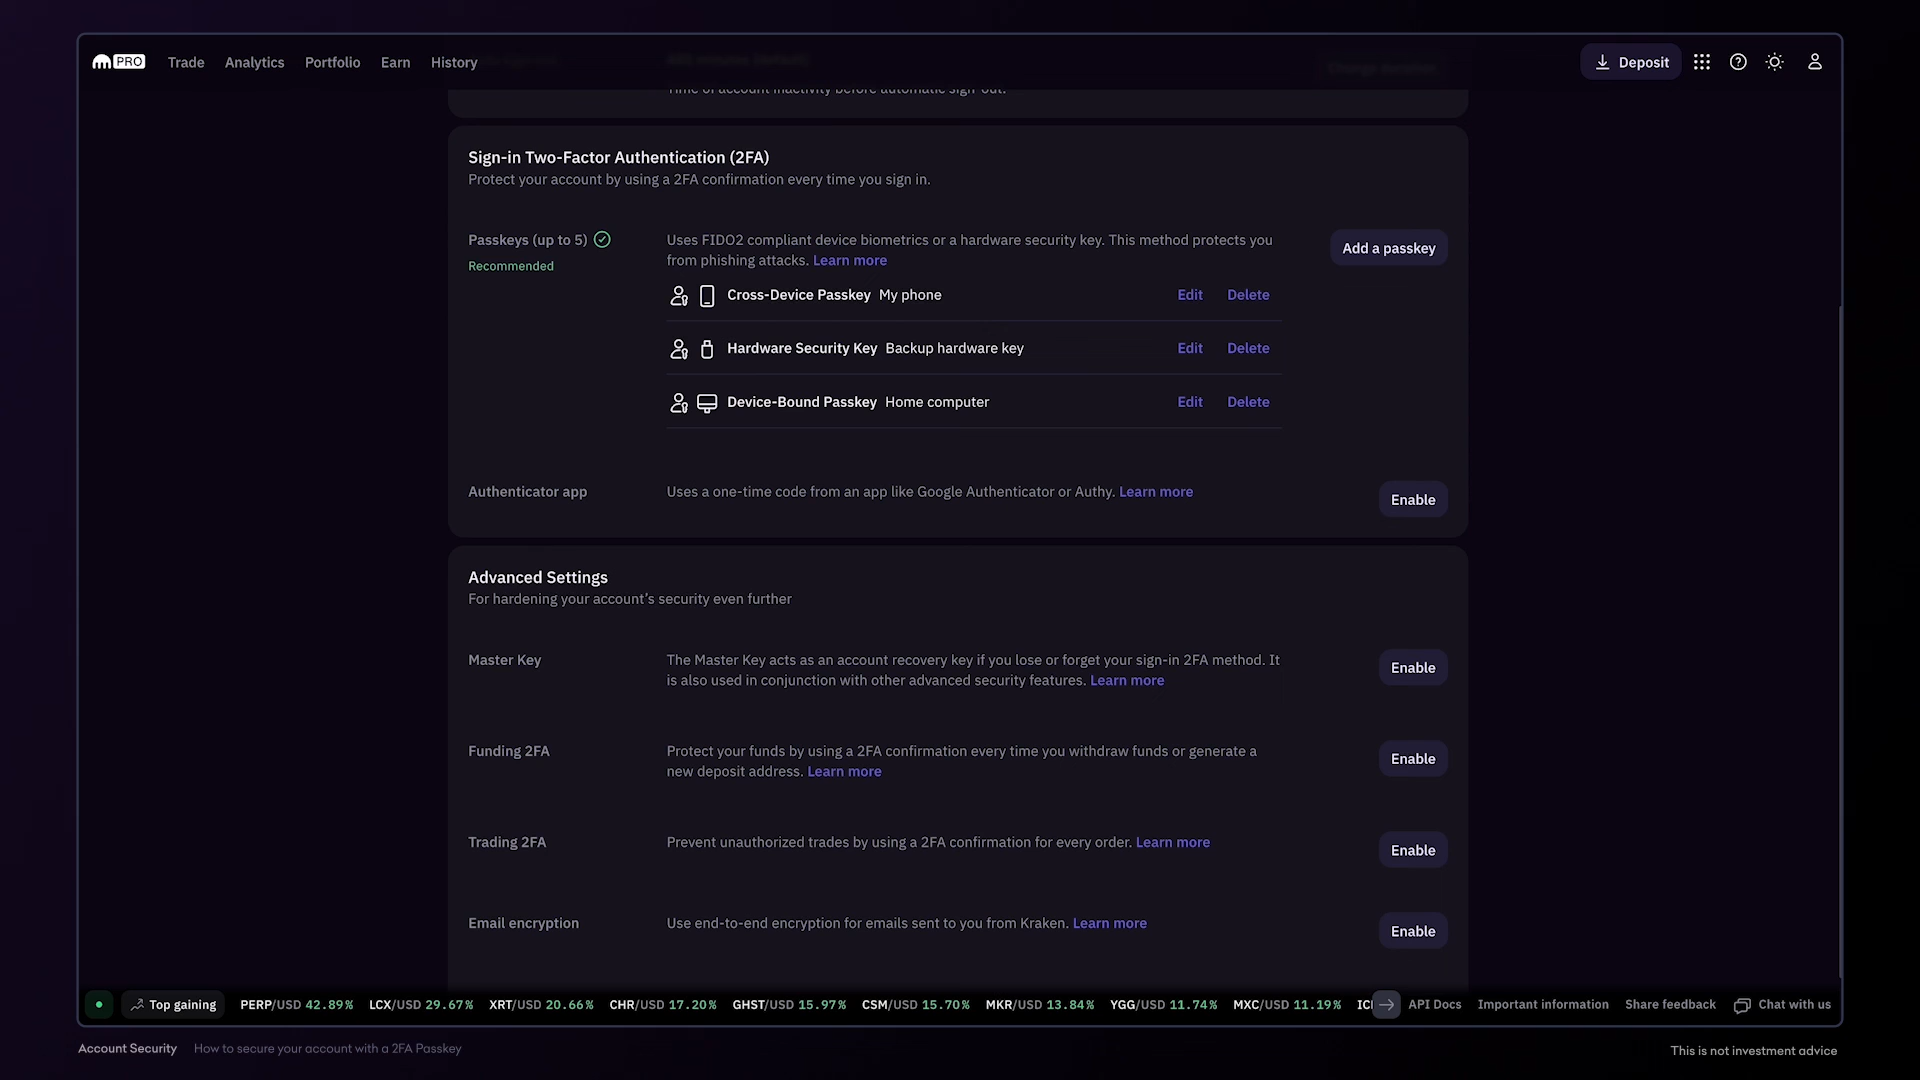 PRO Trade Analytics Portfolio Earn History Deposit
Time of account inactivity before automatic sign-out.
Sign-in Two-Factor Authentication (2FA)
Protect your account by using a 2FA confirmation every time you sign in.
Passkeys (up to 5)
Recommended
Uses FIDO2 compliant device biometrics or a hardware security key. This method protects you
from phishing attacks. Learn more
Add a passkey
Cross-Device Passkey My phone Edit Delete
Hardware Security Key Backup hardware key Edit Delete
Device-Bound Passkey Home computer Edit Delete
Authenticator app Uses a one-time code from an app like Google Authenticator or Authy. Learn more Enable
Advanced Settings
For hardening your account’s security even further
Master Key
The Master Key acts as an account recovery key if you lose or forget your sign-in 2FA method. It
is also used in conjunction with other advanced security features. Learn more
Enable
Funding 2FA
Protect your funds by using a 2FA confirmation every time you withdraw funds or generate a
new deposit address. Learn more
Enable
Trading 2FA Prevent unauthorized trades by using a 2FA confirmation for every order. Learn more Enable
Email encryption Use end-to-end encryption for emails sent to you from Kraken. Learn more Enable
Top gaining PERP/USD 42.89% LCX/USD 29.67% XRT/USD 20.66% CHR/USD 17.20% GHST/USD 15.97% CSM/USD 15.70% MKR/USD 13.84% YGG/USD 11.74% MXC/USD 11.19% API Docs Important information Share feedback Chat with us
Account Security How to secure your account with a 2FA Passkey
This is not investment advice